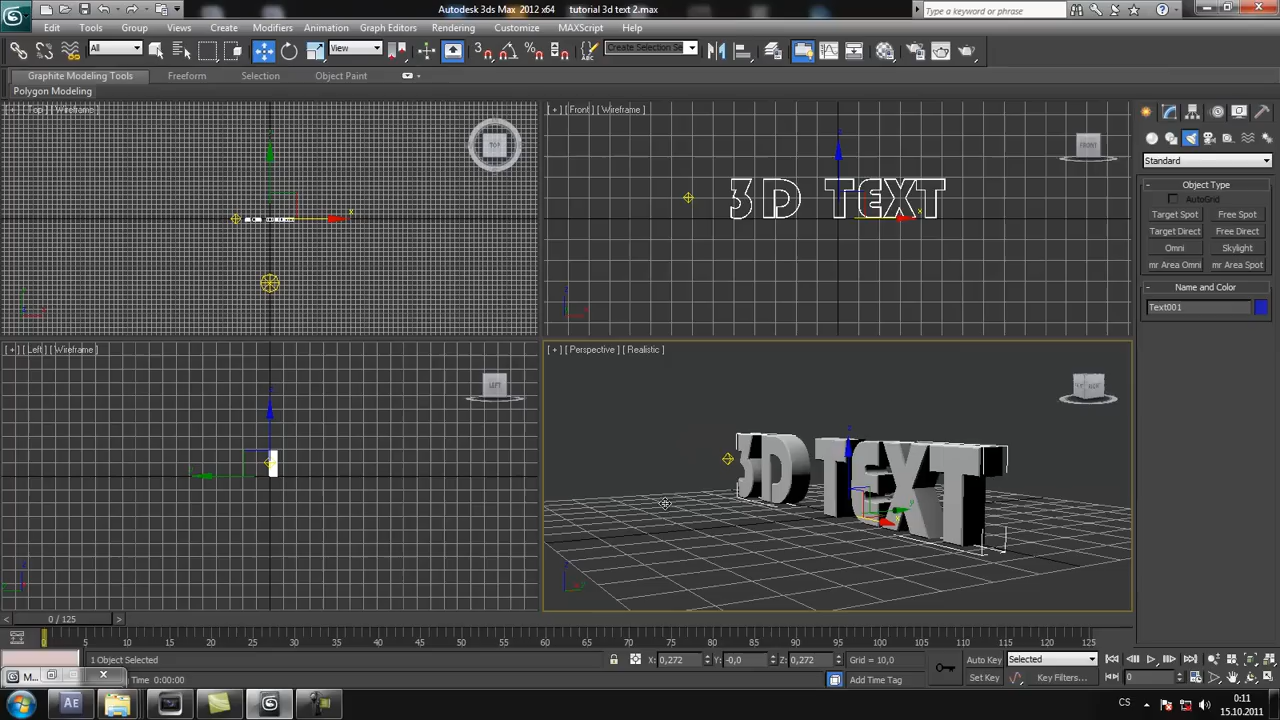 Autodesk 3ds Max 2012 x64 tutorial 3d text 2.max
Type a keyword or phrase
Edit Tools Group Views Create Modifiers Animation Graph Editors Rendering Customize MAXScript Help
All
View
Create Selection Se
Graphite Modeling Tools Freeform Selection Object Paint
Polygon Modeling
[ + ] [ Top ] [ Wireframe ]
TOP
x
[ + ] [ Front ] [ Wireframe ]
FRONT
3D TEXT
x
Standard
Object Type
AutoGrid
Target Spot Free Spot
Target Direct Free Direct
Omni Skylight
mr Area Omni mr Area Spot
Name and Color
Text001
[ + ] [ Left ] [ Wireframe ]
LEFT
[ + ] [ Perspective ] [ Realistic ]
3D TEXT
0 / 125
0 5 10 15 20 25 30 35 40 45 50 55 60 65 70 75 80 85 90 95 100 105 110 115 120 125
1 Object Selected
X: 0,272 Y: -0,0 Z: 0,272 Grid = 10,0
Auto Key Selected
M...
Time 0:00:00
Add Time Tag
Set Key Key Filters...
0
Ae
CS
0:11
15.10.2011